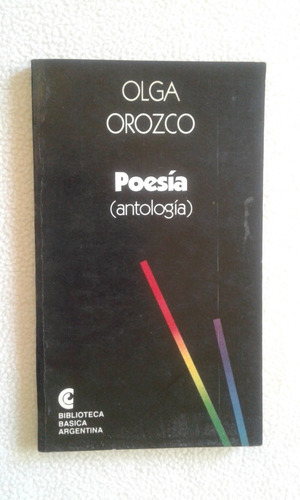 OLGA
OROZCO
Poesía
(antología)
BIBLIOTECA
BASICA
ARGENTINA